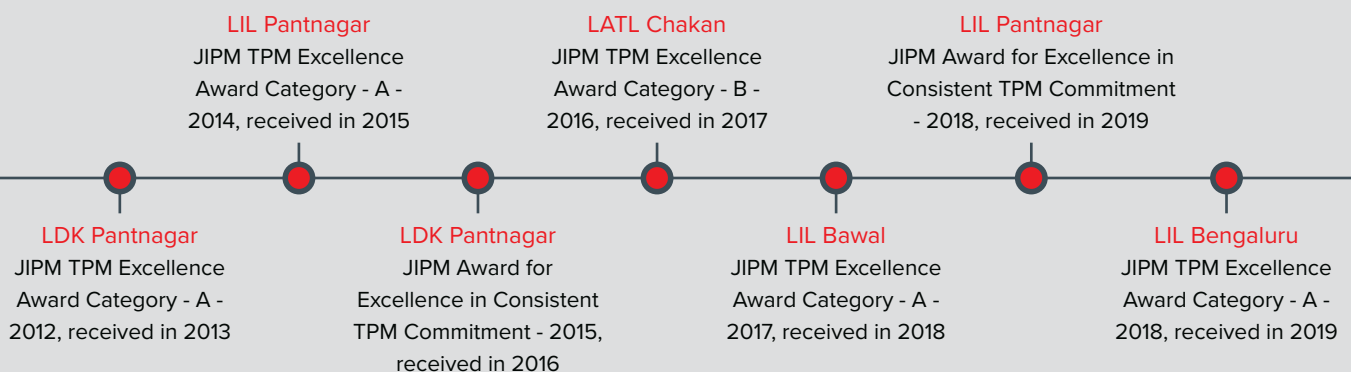 LIL Pantnagar
JIPM TPM Excellence
Award Category - A -
2014, received in 2015
LATL Chakan
JIPM TPM Excellence
Award Category - B -
2016, received in 2017
LIL Pantnagar
JIPM Award for Excellence in
Consistent TPM Commitment
- 2018, received in 2019
LDK Pantnagar
JIPM TPM Excellence
Award Category - A -
2012, received in 2013
LDK Pantnagar
JIPM Award for
Excellence in Consistent
TPM Commitment - 2015,
received in 2016
LIL Bawal
JIPM TPM Excellence
Award Category - A -
2017, received in 2018
LIL Bengaluru
JIPM TPM Excellence
Award Category - A -
2018, received in 2019